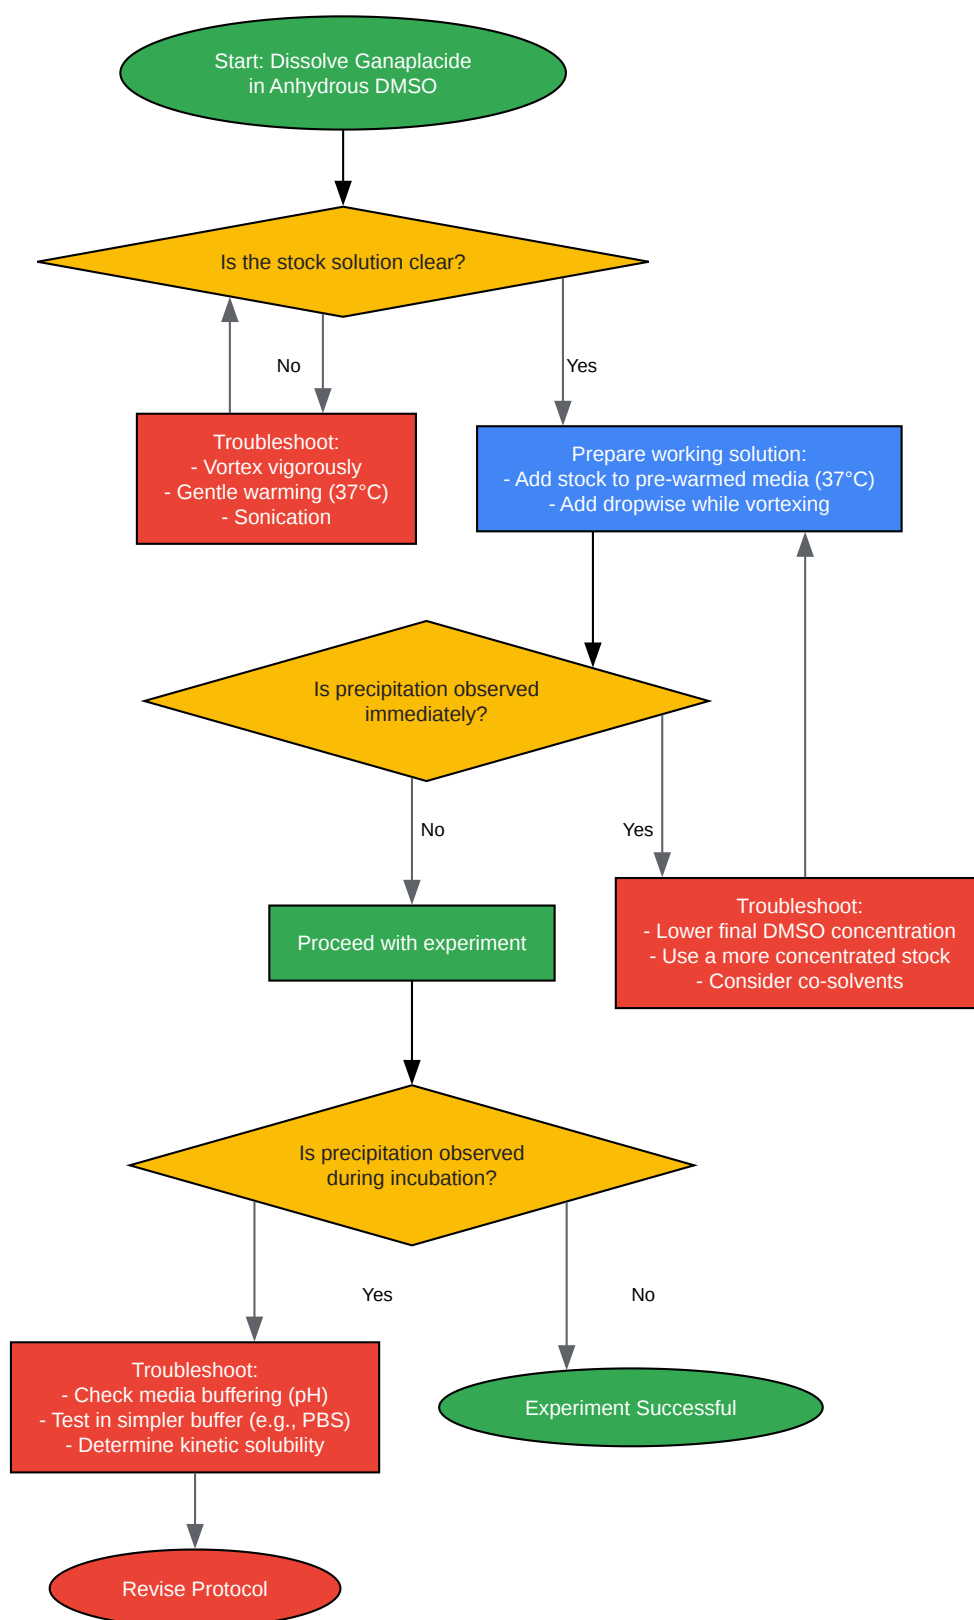 Start: Dissolve Ganaplacide
in Anhydrous DMSO
Is the stock solution clear?
No
Yes
Troubleshoot:
- Vortex vigorously
- Gentle warming (37°C)
- Sonication
Prepare working solution:
- Add stock to pre-warmed media (37°C)
- Add dropwise while vortexing
Is precipitation observed
immediately?
No
Yes
Proceed with experiment
Troubleshoot:
- Lower final DMSO concentration
- Use a more concentrated stock
- Consider co-solvents
Is precipitation observed
during incubation?
Yes
No
Troubleshoot:
- Check media buffering (pH)
- Test in simpler buffer (e.g., PBS)
- Determine kinetic solubility
Experiment Successful
Revise Protocol